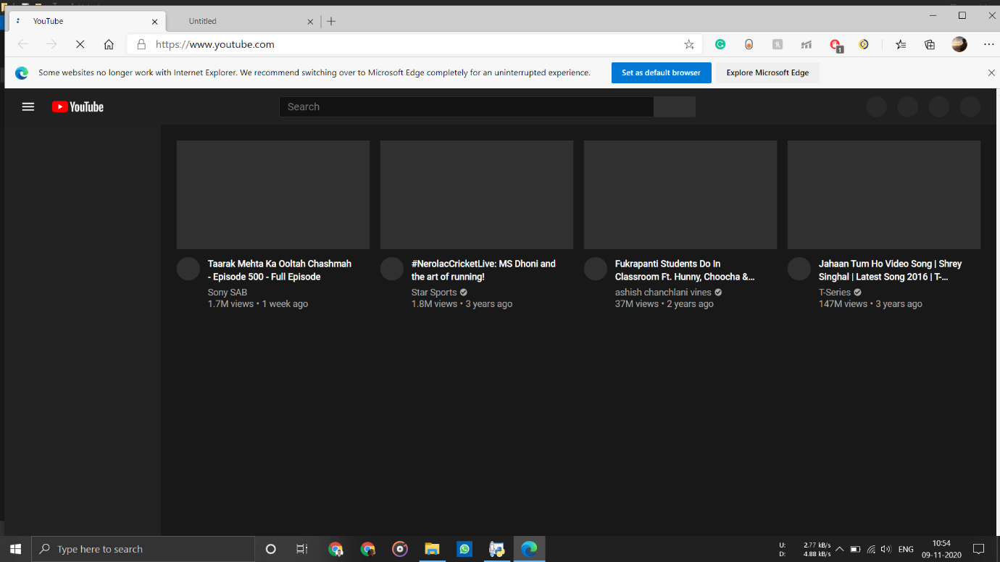 YouTube
Untitled
https://www.youtube.com
1
Some websites no longer work with Internet Explorer. We recommend switching over to Microsoft Edge completely for an uninterrupted experience.
Set as default browser
Explore Microsoft Edge
YouTube
Search
Taarak Mehta Ka Ooltah Chashmah
- Episode 500 - Full Episode
Sony SAB
1.7M views • 1 week ago
#NerolacCricketLive: MS Dhoni and
the art of running!
Star Sports
1.8M views • 3 years ago
Fukrapanti Students Do In
Classroom Ft. Hunny, Choocha &...
ashish chanchlani vines
37M views • 2 years ago
Jahaan Tum Ho Video Song | Shrey
Singhal | Latest Song 2016 | T-...
T-Series
147M views • 3 years ago
Type here to search
U: 2.77 kB/s
D: 4.88 kB/s
ENG
10:54
09-11-2020